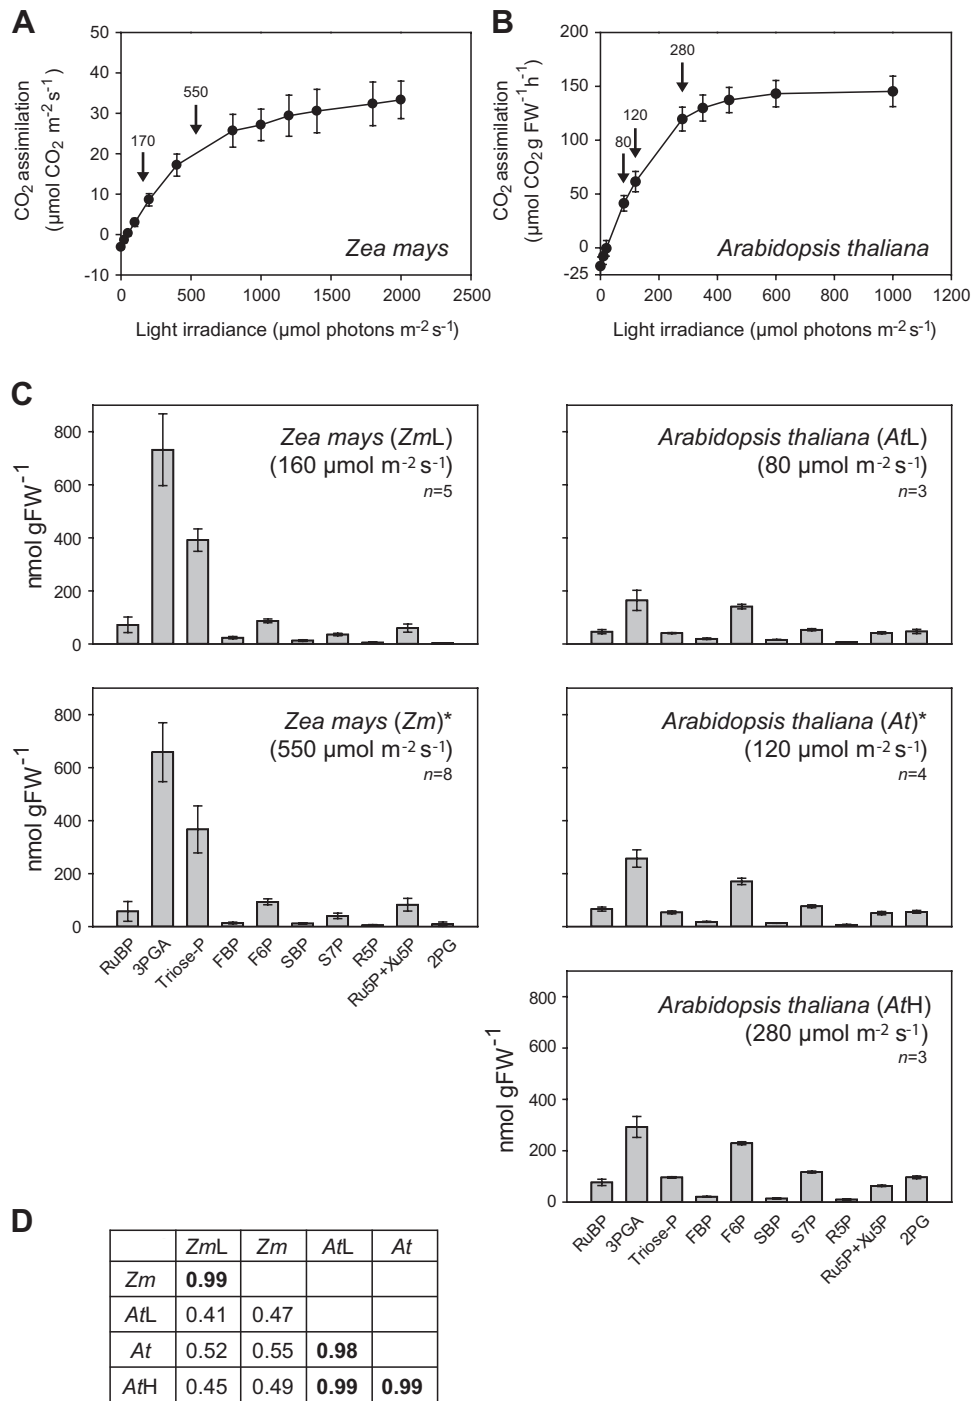 A
CO2 assimilation
(µmol CO2 m-2 s-1)
50
40
30
20
10
0
-10
170
550
Zea mays
0
500
1000
1500
2000
2500
Light irradiance (µmol photons m-2 s-1)
B
CO2 assimilation
(µmol CO2 g FW-1 h-1)
200
150
100
50
0
-25
80
120
280
Arabidopsis thaliana
0
200
400
600
800
1000
1200
Light irradiance (µmol photons m-2 s-1)
C
nmol gFW-1
800
600
400
200
0
Zea mays (ZmL)
(160 µmol m-2 s-1)
n=5
Arabidopsis thaliana (AtL)
(80 µmol m-2 s-1)
n=3
nmol gFW-1
800
600
400
200
0
Zea mays (Zm)*
(550 µmol m-2 s-1)
n=8
RuBP
3PGA
Triose-P
FBP
F6P
SBP
S7P
R5P
Ru5P+Xu5P
2PG
Arabidopsis thaliana (At)*
(120 µmol m-2 s-1)
n=4
nmol gFW-1
800
600
400
200
0
Arabidopsis thaliana (AtH)
(280 µmol m-2 s-1)
n=3
RuBP
3PGA
Triose-P
FBP
F6P
SBP
S7P
R5P
Ru5P+Xu5P
2PG
D
ZmL Zm AtL At
Zm 0.99
AtL 0.41 0.47
At 0.52 0.55 0.98
AtH 0.45 0.49 0.99 0.99